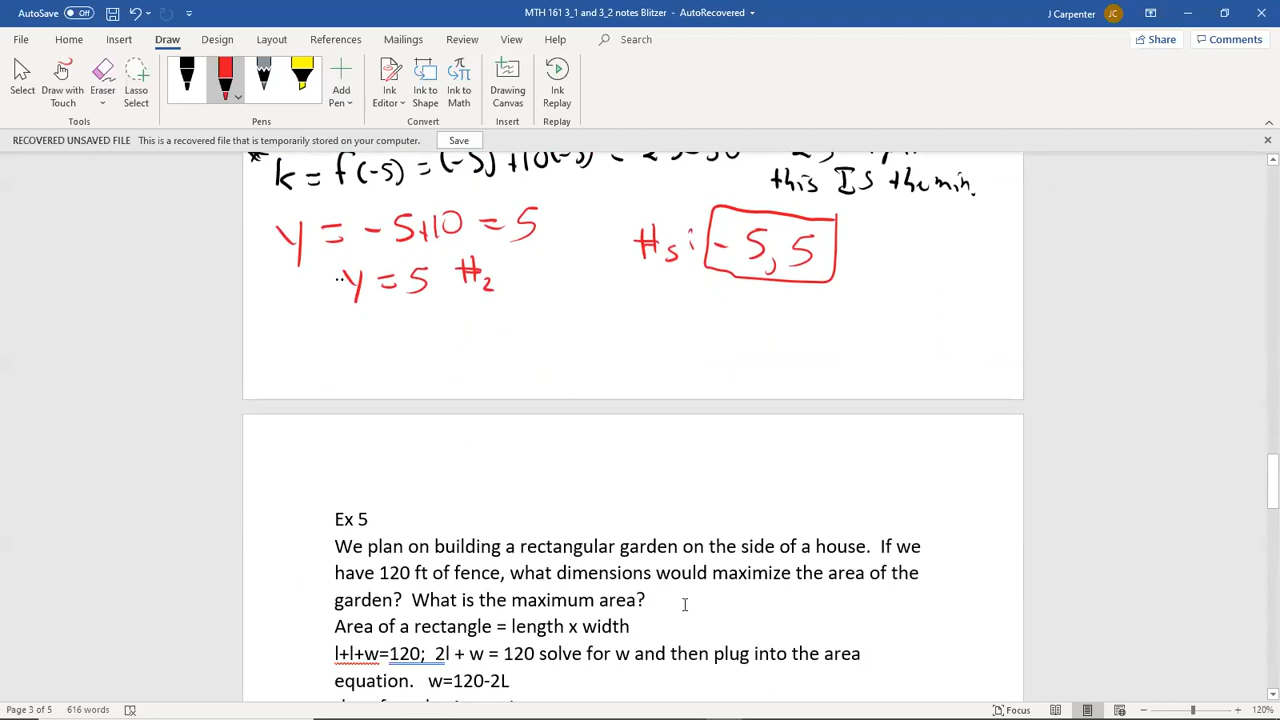 AutoSave Off
MTH 161 3_1 and 3_2 notes Blitzer - AutoRecovered
J Carpenter JC
File Home Insert Draw Design Layout References Mailings Review View Help Search Share Comments
Select Draw with Touch Eraser Lasso Select Add Pen Ink Editor Ink to Shape Ink to Math Drawing Canvas Ink Replay
Tools Pens Convert Insert Replay
RECOVERED UNSAVED FILE This is a recovered file that is temporarily stored on your computer. Save
k = f(-5) = (-5) +10(-5) =
this Is the min.
y = -5+10 = 5
#5: -5, 5
y = 5 #2
Ex 5
We plan on building a rectangular garden on the side of a house. If we
have 120 ft of fence, what dimensions would maximize the area of the
garden? What is the maximum area?
Area of a rectangle = length x width
l+l+w=120; 2l + w = 120 solve for w and then plug into the area
equation. w=120-2L
Page 3 of 5 616 words Focus 120%